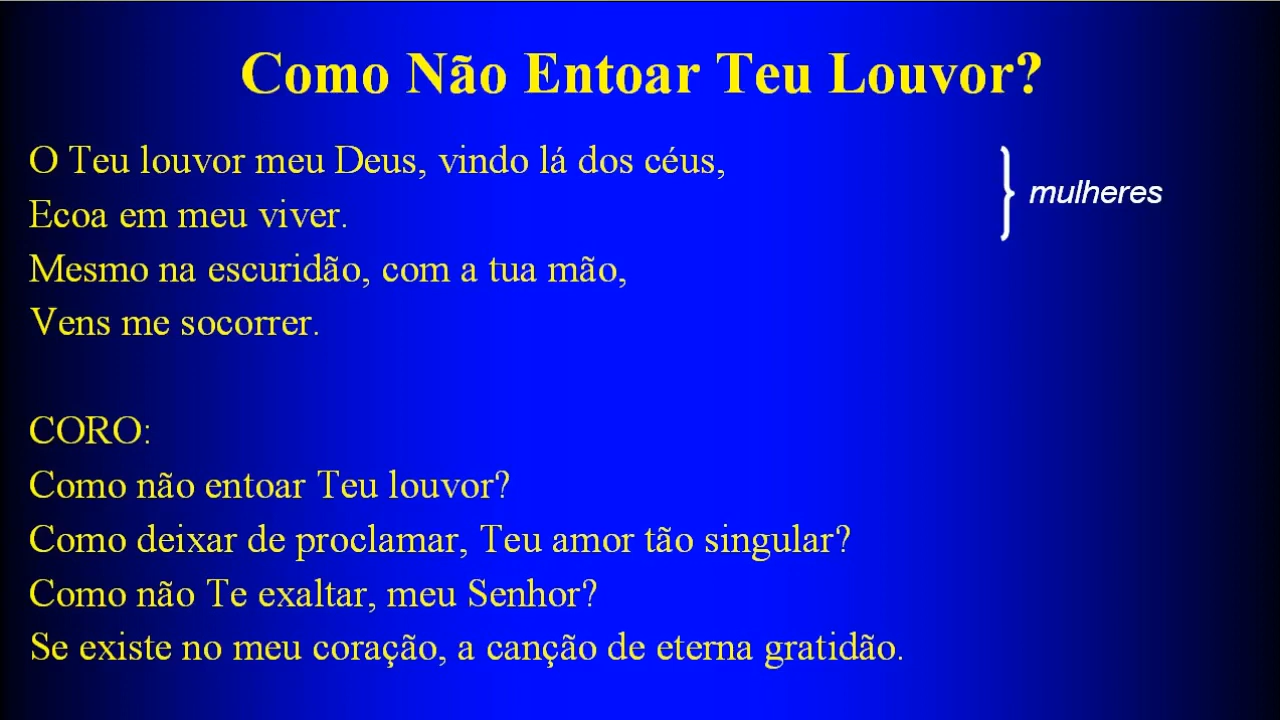 Como Não Entoar Teu Louvor?
O Teu louvor meu Deus, vindo lá dos céus,
Ecoa em meu viver.
mulheres
Mesmo na escuridão, com a tua mão,
Vens me socorrer.
CORO:
Como não entoar Teu louvor?
Como deixar de proclamar, Teu amor tão singular?
Como não Te exaltar, meu Senhor?
Se existe no meu coração, a canção de eterna gratidão.